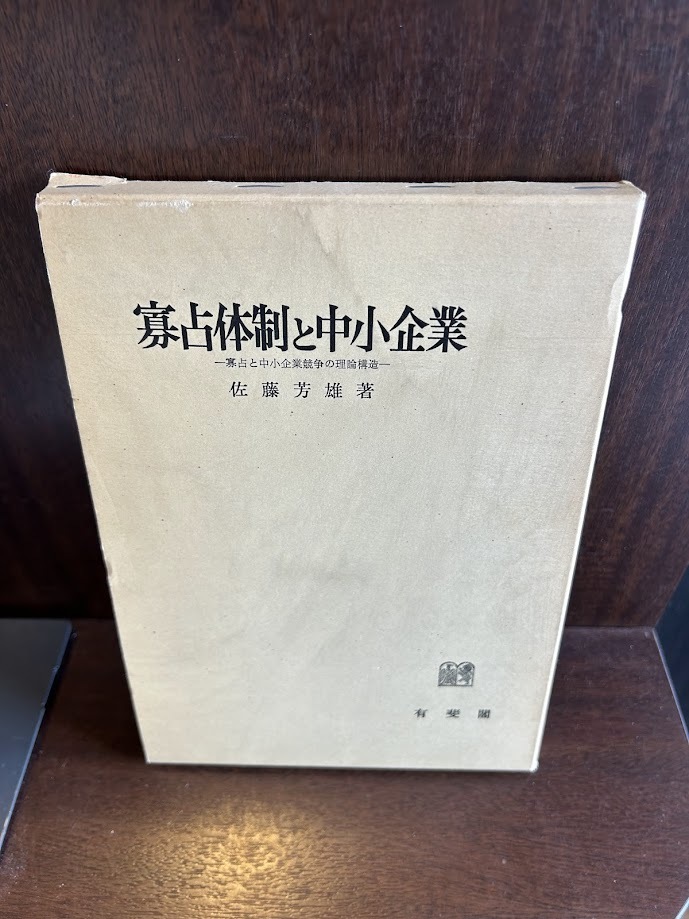 寡占体制と中小企業
—寡占と中小企業競争の理論構造—
佐藤芳雄著
有斐閣